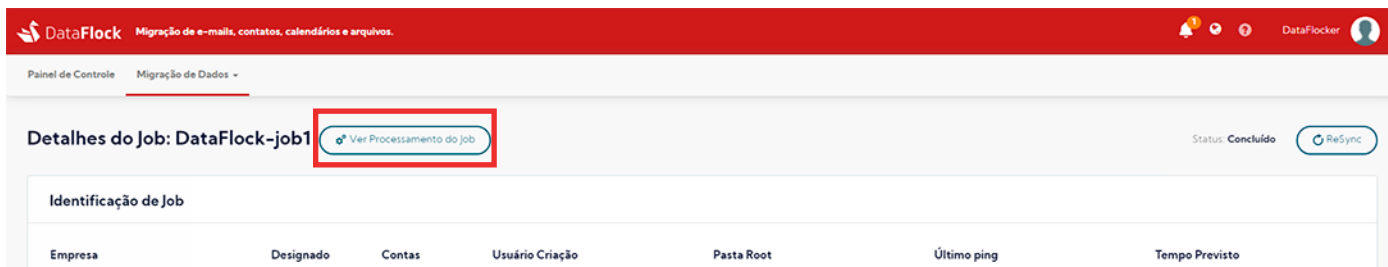 DataFlock Migração de e-mails, contatos, calendários e arquivos. 1 DataFlocker
Painel de Controle Migração de Dados
Detalhes do Job: DataFlock-job1 Ver Processamento do Job Status: Concluído ReSync
Identificação de Job
Empresa Designado Contas Usuário Criação Pasta Root Último ping Tempo Previsto